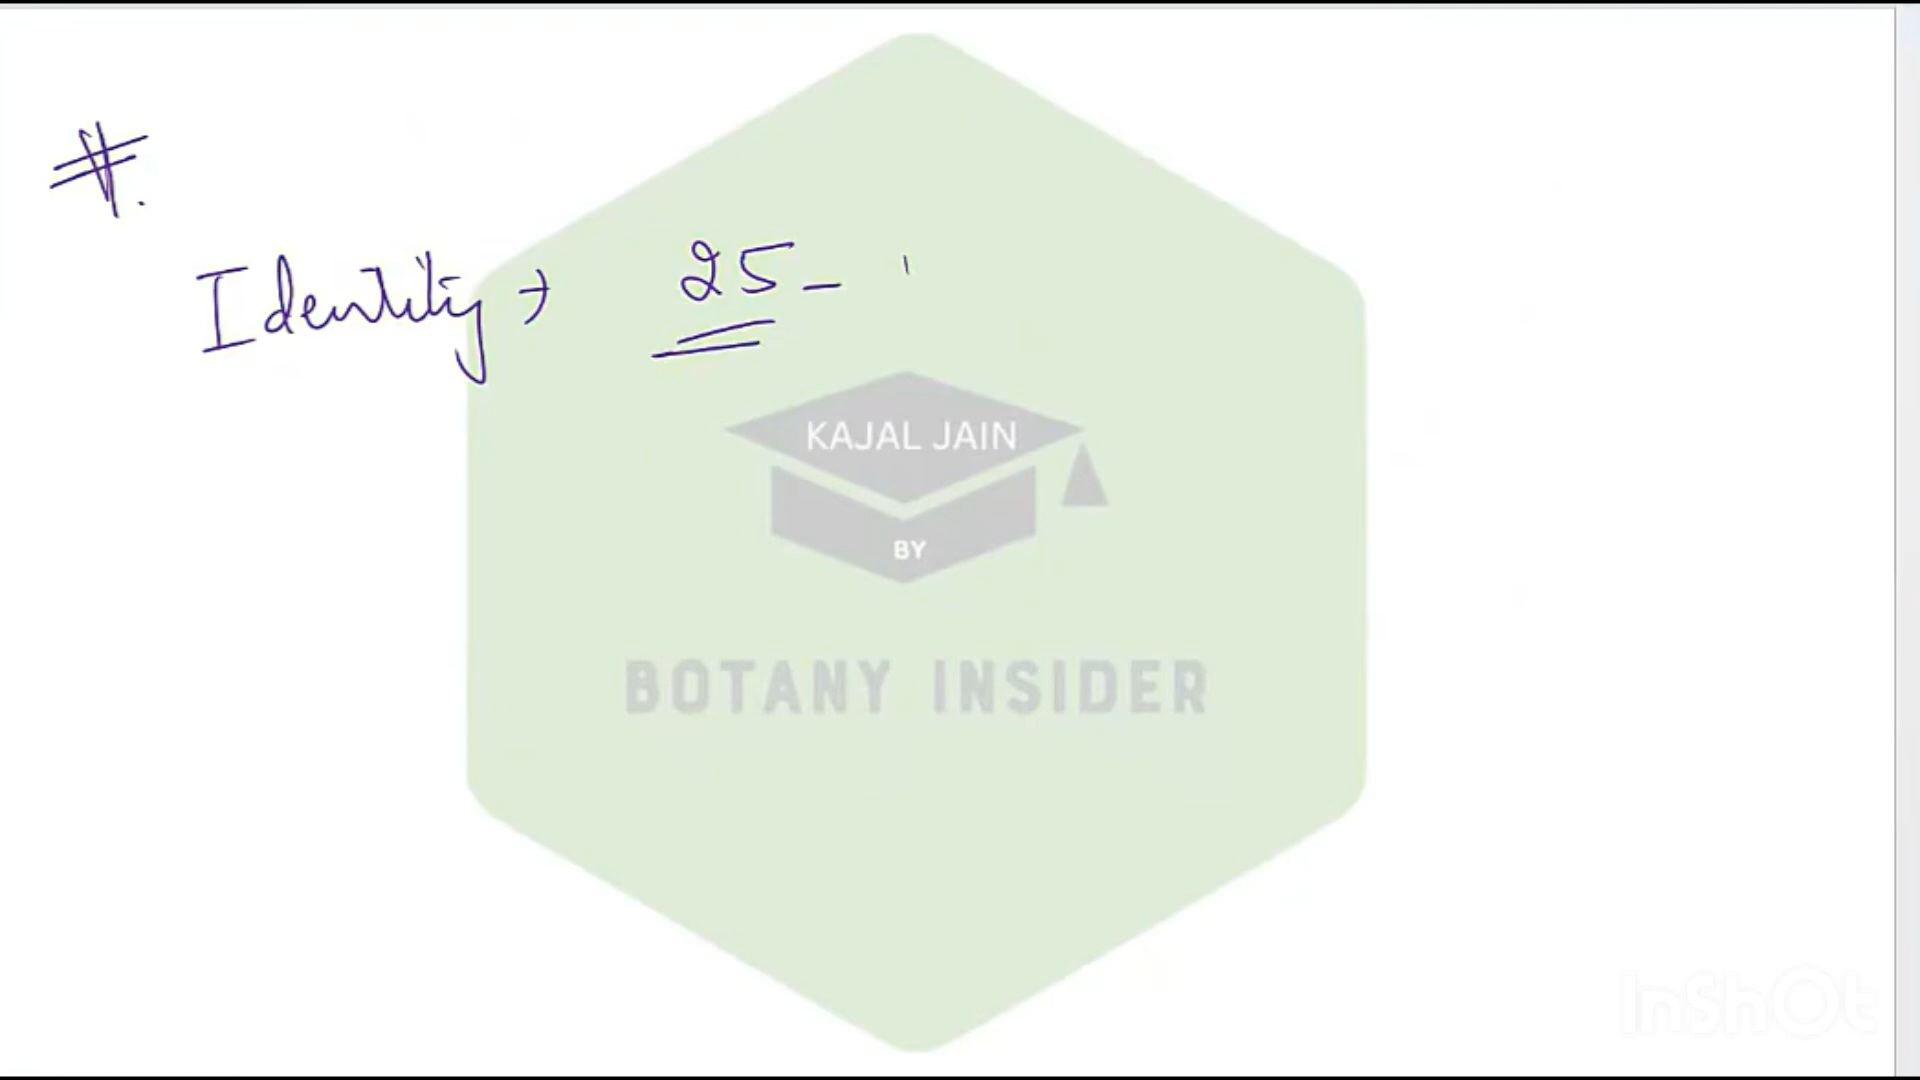 #.
Identity → 25 –
KAJAL JAIN
BY
BOTANY INSIDER
InShOt